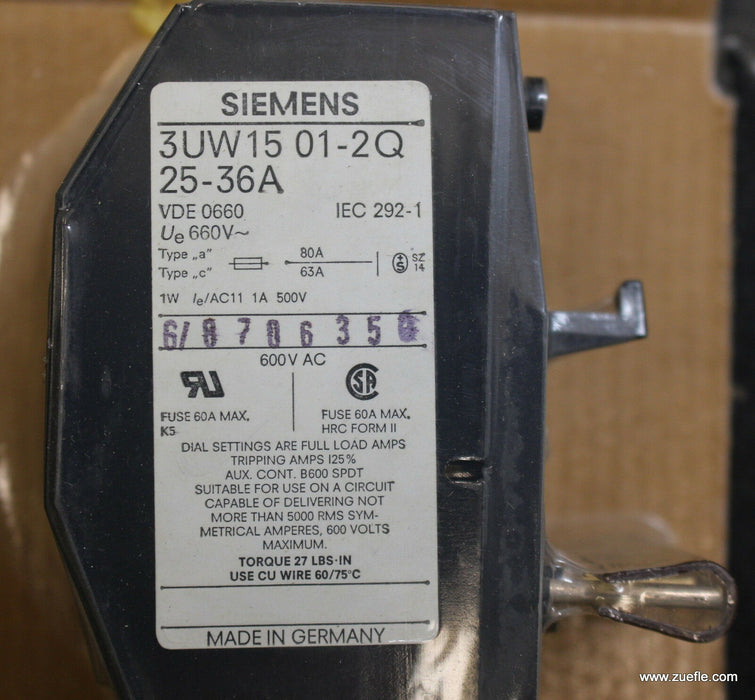 SIEMENS
3UW15 01-2Q
25-36A
VDE 0660 IEC 292-1
Ue 660V~
Type „a" 80A
Type „c" 63A
S SZ 14
1W Ie/AC11 1A 500V
6/8706350
600V AC
RU SA
FUSE 60A MAX. FUSE 60A MAX.
K5 HRC FORM II
DIAL SETTINGS ARE FULL LOAD AMPS
TRIPPING AMPS 125%
AUX. CONT. B600 SPDT
SUITABLE FOR USE ON A CIRCUIT
CAPABLE OF DELIVERING NOT
MORE THAN 5000 RMS SYM-
METRICAL AMPERES, 600 VOLTS
MAXIMUM.
TORQUE 27 LBS·IN
USE CU WIRE 60/75°C
MADE IN GERMANY
www.zuefle.com